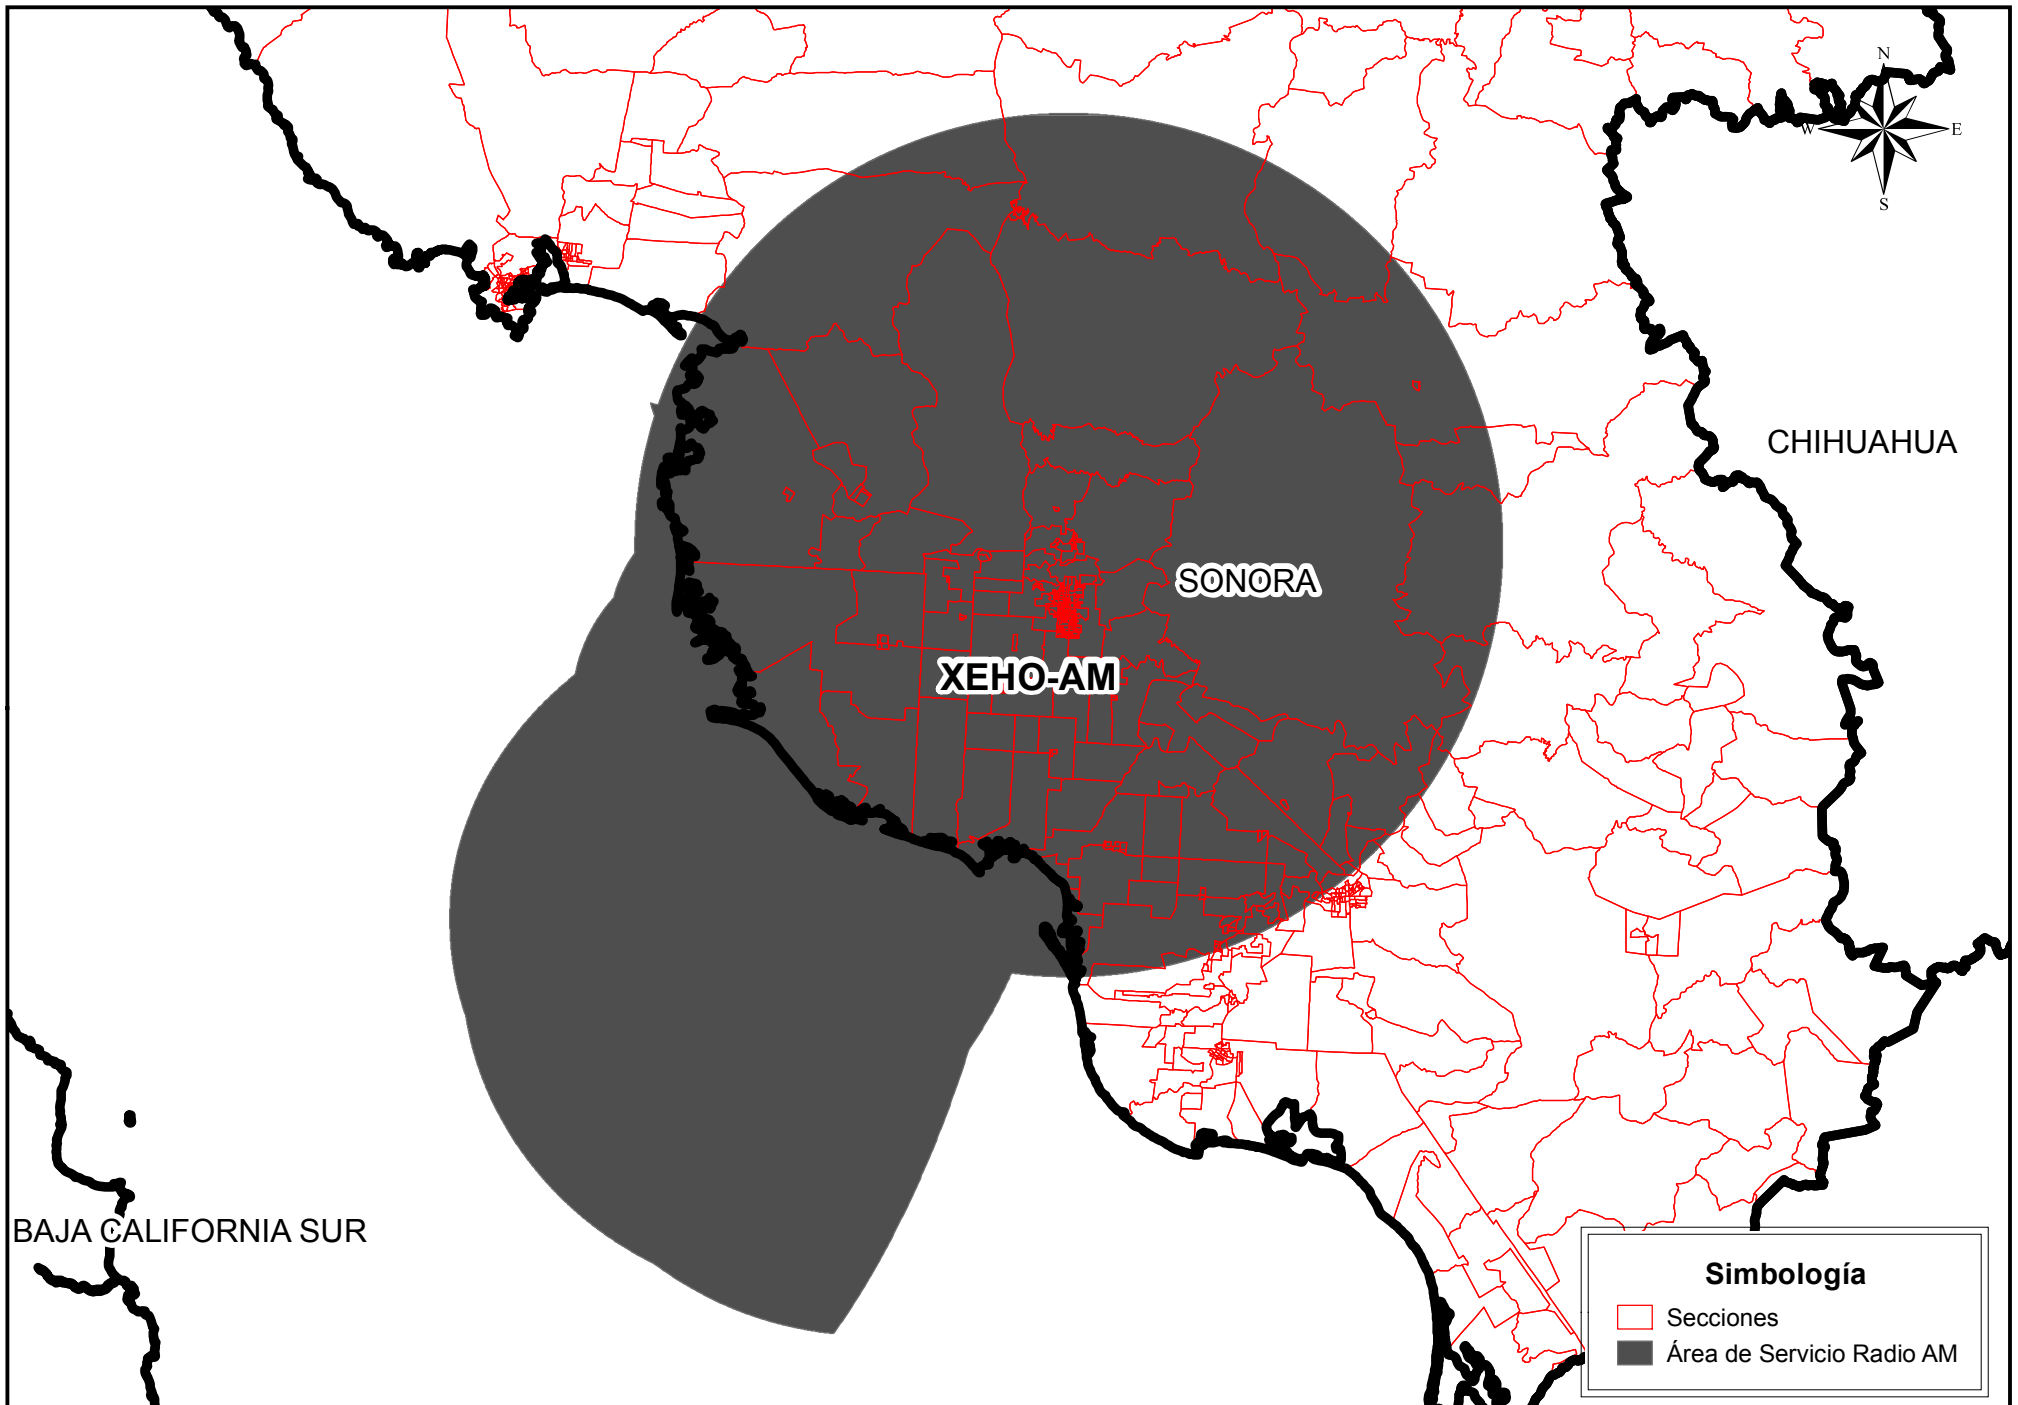 N
W E
S
CHIHUAHUA
SONORA
XEHO-AM
BAJA CALIFORNIA SUR
Simbología
Secciones
Área de Servicio Radio AM